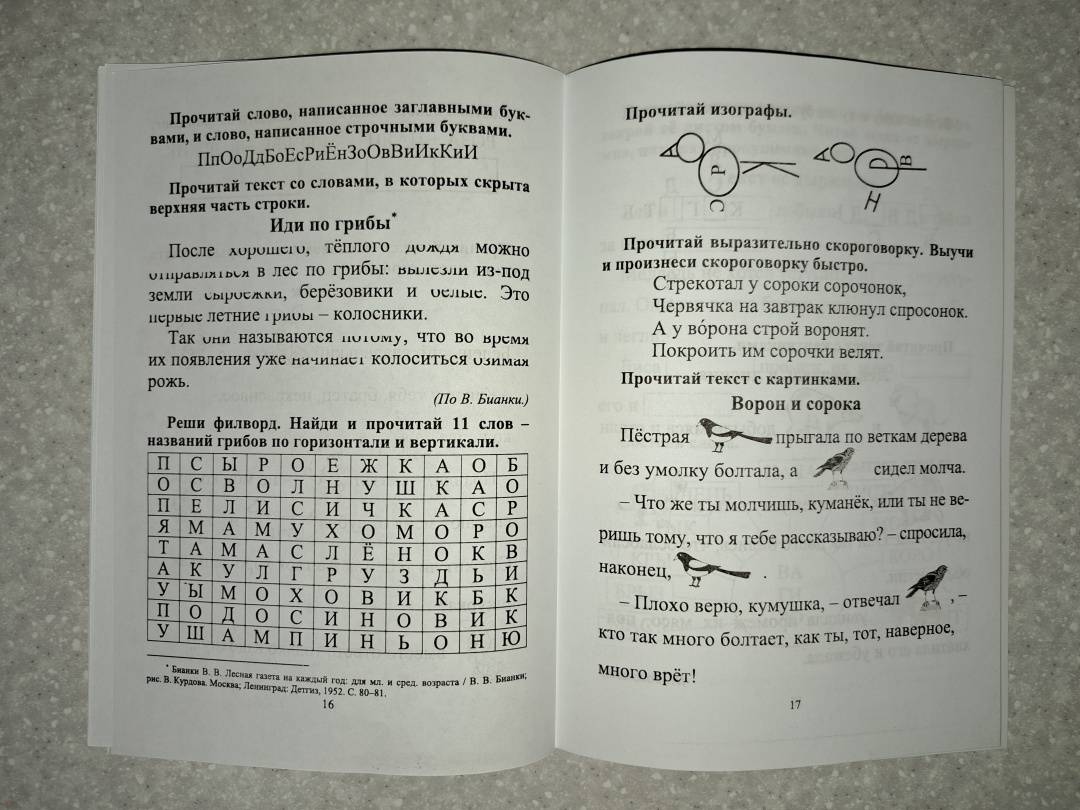 Прочитай слово, написанное заглавными бук-
вами, и слово, написанное строчными буквами.
ПпОоДдБоЕсРиЁнЗоОвВиИкКиИ
Прочитай текст со словами, в которых скрыта
верхняя часть строки.
Иди по грибы*
После хорошего, тёплого дождя можно
отправляться в лес по грибы: вылезли из-под
земли сыроежки, берёзовики и белые. Это
первые летние грибы – колосники.
Так они называются потому, что во время
их появления уже начинает колоситься озимая
рожь.
(По В. Бианки.)
Реши филворд. Найди и прочитай 11 слов –
названий грибов по горизонтали и вертикали.
П С Ы Р О Е Ж К А О Б
О С В О Л Н У Ш К А О
П Е Л И С И Ч К А С Р
Я М А М У Х О М О Р О
Т А М А С Л Ё Н О К В
А К У Л Г Р У З Д Ь И
У Ы М О Х О В И К Б К
П О Д О С И Н О В И К
У Ш А М П И Н Ь О Н Ю
* Бианки В. В. Лесная газета на каждый год: для мл. и сред. возраста / В. В. Бианки;
рис. В. Курдова. Москва; Ленинград: Детгиз, 1952. С. 80–81.
16
Прочитай изографы.
Прочитай выразительно скороговорку. Выучи
и произнеси скороговорку быстро.
Стрекотал у сороки сорочонок,
Червячка на завтрак клюнул спросонок.
А у во́рона строй воронят.
Покроить им сорочки велят.
Прочитай текст с картинками.
Ворон и сорока
Пёстрая прыгала по веткам дерева
и без умолку болтала, а сидел молча.
– Что же ты молчишь, куманёк, или ты не ве-
ришь тому, что я тебе рассказываю? – спросила,
наконец, .
– Плохо верю, кумушка, – отвечал , –
кто так много болтает, как ты, тот, наверное,
много врёт!
17